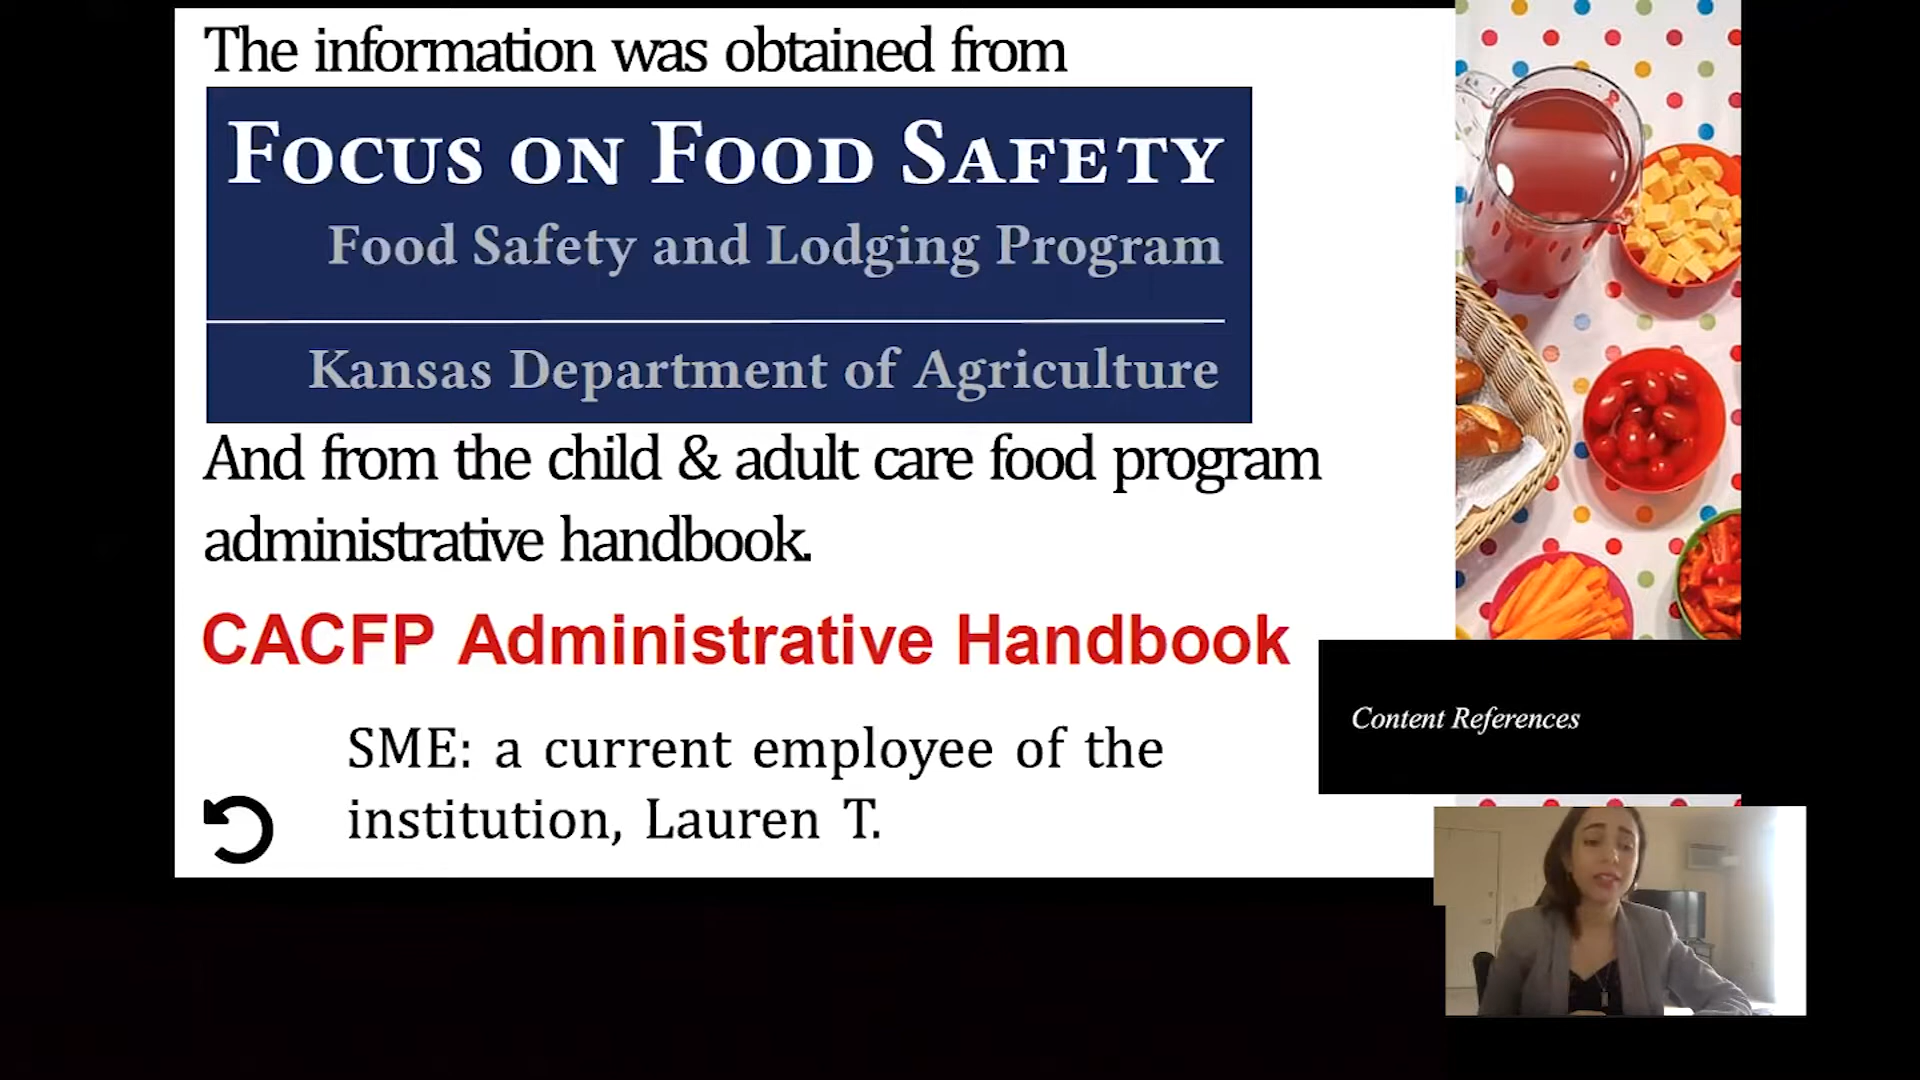 The information was obtained from
FOCUS ON FOOD SAFETY
Food Safety and Lodging Program
Kansas Department of Agriculture
And from the child & adult care food program
administrative handbook.
CACFP Administrative Handbook
SME: a current employee of the
institution, Lauren T.
Content References